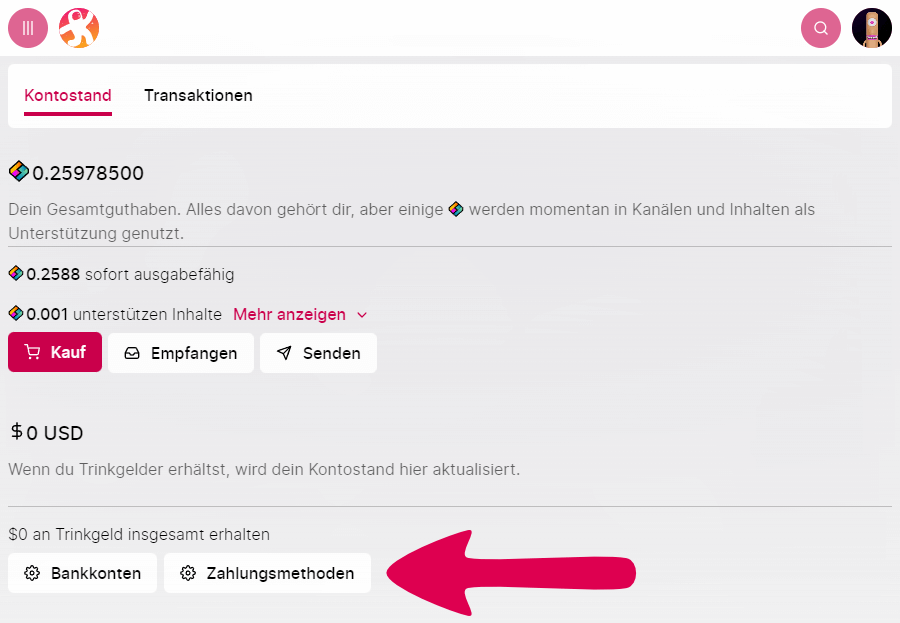 Kontostand Transaktionen
0.25978500
Dein Gesamtguthaben. Alles davon gehört dir, aber einige werden momentan in Kanälen und Inhalten als
Unterstützung genutzt.
0.2588 sofort ausgabefähig
0.001 unterstützen Inhalte Mehr anzeigen
Kauf Empfangen Senden
$0 USD
Wenn du Trinkgelder erhältst, wird dein Kontostand hier aktualisiert.
$0 an Trinkgeld insgesamt erhalten
Bankkonten Zahlungsmethoden